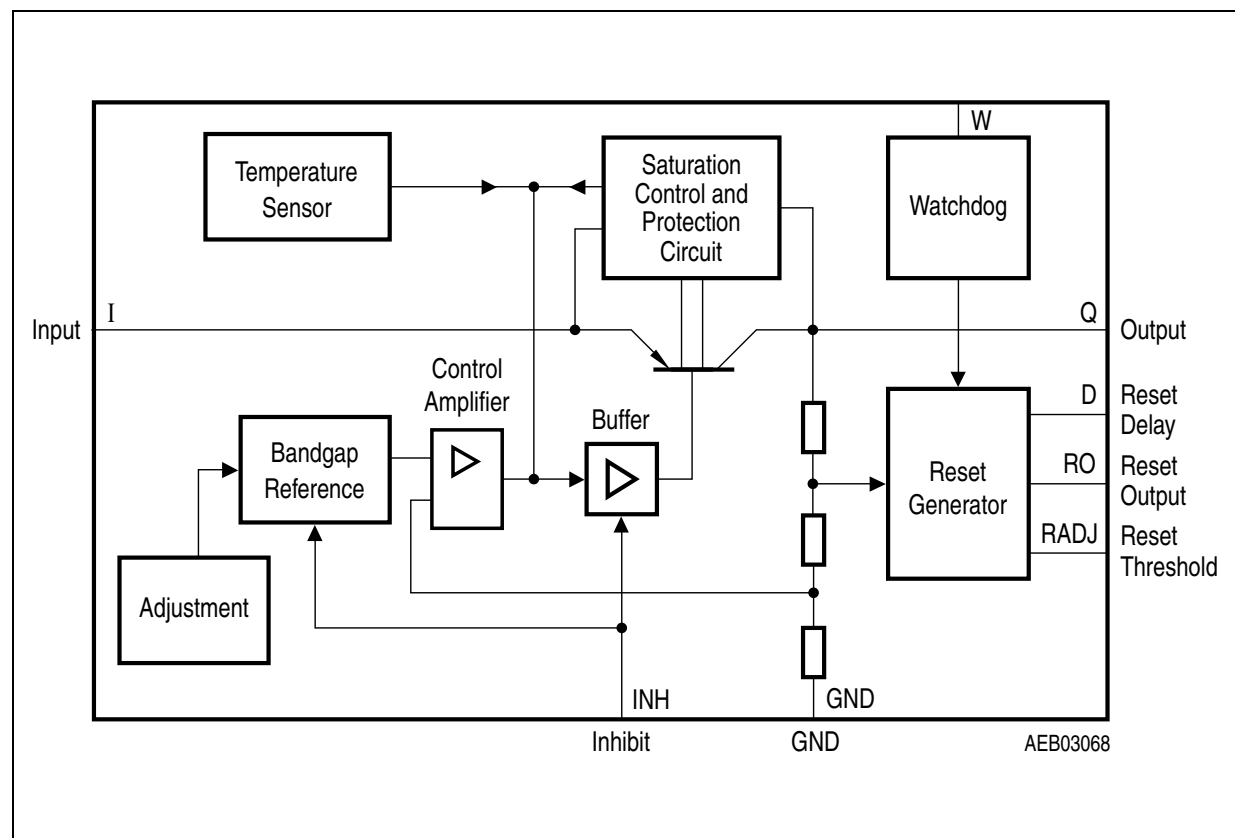 W
Temperature
Sensor
Saturation
Control and
Protection
Circuit
Watchdog
Input
I
Q
Output
Control
Amplifier
Buffer
Bandgap
Reference
Reset
Generator
D
Reset
Delay
RO
Reset
Output
RADJ
Reset
Threshold
Adjustment
INH
GND
Inhibit
GND
AEB03068